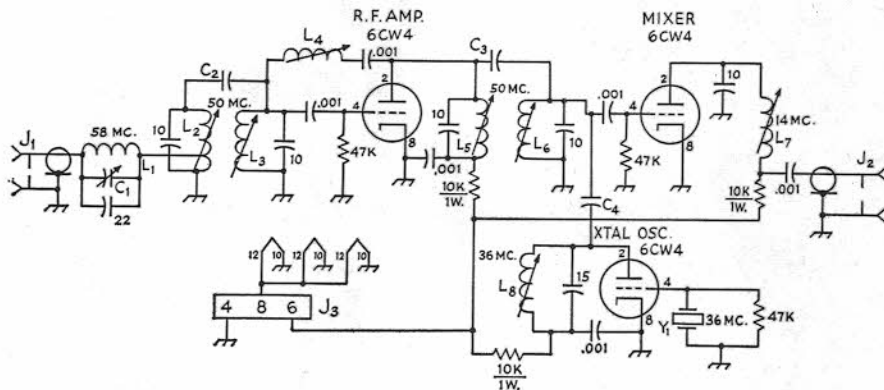 R.F. AMP.
6CW4
MIXER
6CW4
L4
.001
C3
C2
2
4
8
50 MC.
10
L2
L3
10
.001
47K
58 MC.
J1
L1
C1
22
50 MC.
10
L5
.001
10K
1W.
L6
10
.001
2
4
8
47K
10
14 MC.
L7
.001
J2
10K
1W.
C4
XTAL OSC.
6CW4
36 MC.
L8
15
2
4
8
.001
Y1
36 MC.
47K
12
10
12
10
12
10
4 8 6
J3
10K
1W.